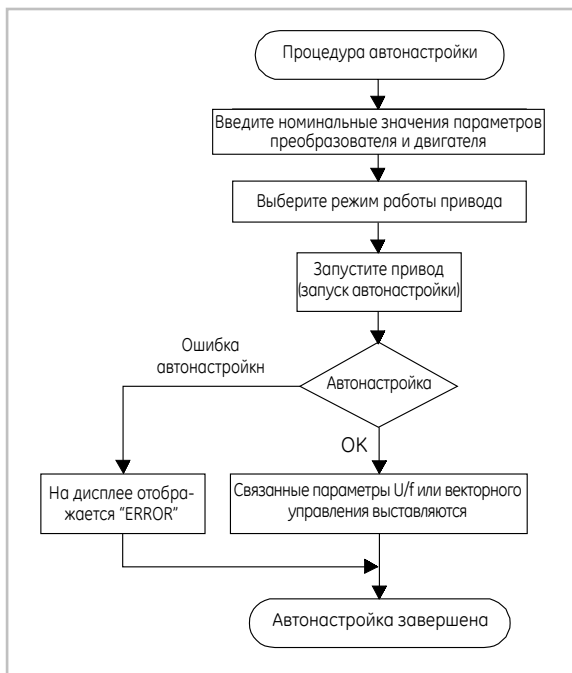 Процедура автонастройки
Введите номинальные значения параметров
преобразователя и двигателя
Выберите режим работы привода
Запустите привод
(запуск автонастройки)
Ошибка
автонастройкн
Автонастройка
OK
На дисплее отобра-
жается "ERROR"
Связанные параметры U/f или векторного
управления выставляются
Автонастройка завершена